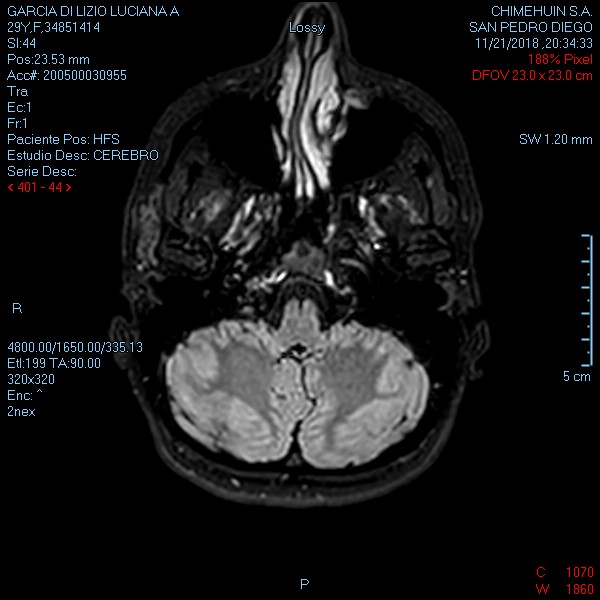 GARCIA DI LIZIO LUCIANA A
29Y,F,34851414
Sl:44
Pos:23.53 mm
Acc#: 200500030955
Tra
Ec:1
Fr:1
Paciente Pos: HFS
Estudio Desc: CEREBRO
Serie Desc:
< 401 - 44 >
Lossy
CHIMEHUIN S.A.
SAN PEDRO DIEGO
11/21/2018 ,20:34:33
188% Pixel
DFOV 23.0 x 23.0 cm
SW 1.20 mm
R
4800.00/1650.00/335.13
Etl:199 TA:90.00
320x320
Enc: ^
2nex
5 cm
P
C 1070
W 1860